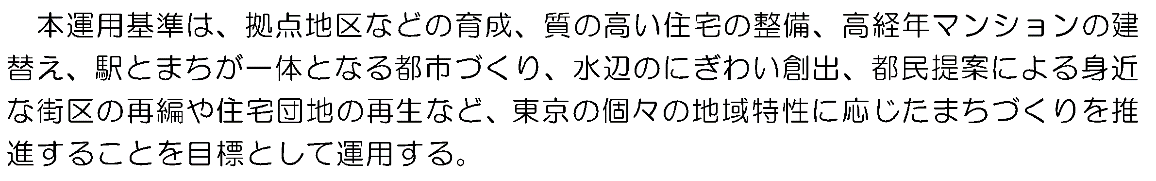 本運用基準は、拠点地区などの育成、質の高い住宅の整備、高経年マンションの建
替え、駅とまちが一体となる都市づくり、水辺のにぎわい創出、都民提案による身近
な街区の再編や住宅団地の再生など、東京の個々の地域特性に応じたまちづくりを推
進することを目標として運用する。